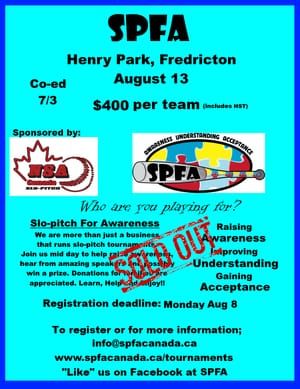 SPFA
Henry Park, Fredricton
August 13
Co-ed
7/3
$400 per team (includes HST)
Sponsored by:
NSA
Canada
SLO-PITCH
AWARENESS UNDERSTANDING ACCEPTANCE
SPFA
Who are you playing for?
Slo-pitch For Awareness
We are more than just a business
that runs slo-pitch tournaments.
Join us mid day to help raise awareness,
hear from amazing speakers and possibly
win a prize. Donations for are
appreciated. Learn, Help and Enjoy!!
SOLD OUT
Raising
Awareness
Improving
Understanding
Gaining
Acceptance
Registration deadline: Monday Aug 8
To register or for more information;
info@spfacanada.ca
www.spfacanada.ca/tournaments
"Like" us on Facebook at SPFA